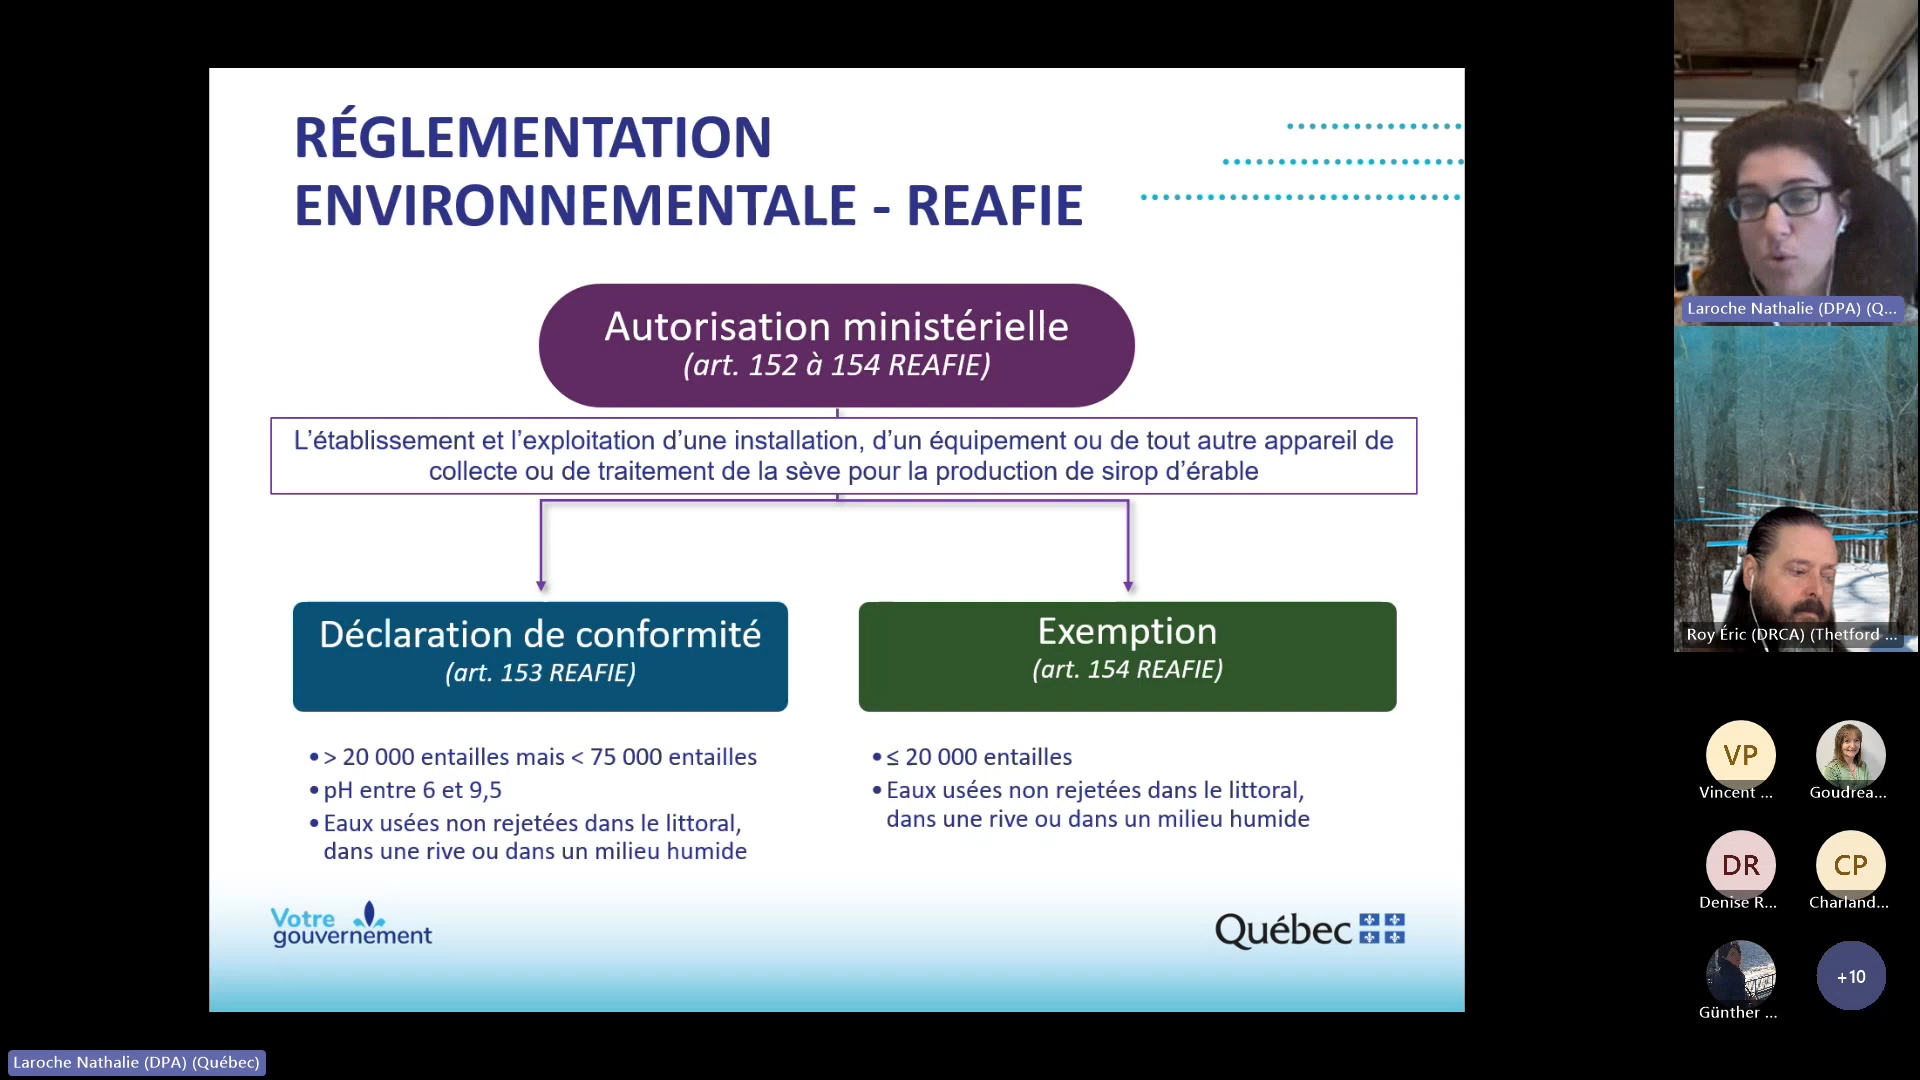 RÉGLEMENTATION
ENVIRONNEMENTALE - REAFIE
Autorisation ministérielle
(art. 152 à 154 REAFIE)
L’établissement et l’exploitation d’une installation, d’un équipement ou de tout autre appareil de
collecte ou de traitement de la sève pour la production de sirop d’érable
Déclaration de conformité
(art. 153 REAFIE)
• > 20 000 entailles mais < 75 000 entailles
• pH entre 6 et 9,5
• Eaux usées non rejetées dans le littoral,
dans une rive ou dans un milieu humide
Exemption
(art. 154 REAFIE)
• ≤ 20 000 entailles
• Eaux usées non rejetées dans le littoral,
dans une rive ou dans un milieu humide
Votre
gouvernement
Québec
Laroche Nathalie (DPA) (Q...
Roy Éric (DRCA) (Thetford ...
VP
Vincent ...
Goudrea...
DR
Denise R...
CP
Charland...
Günther ...
+10
Laroche Nathalie (DPA) (Québec)